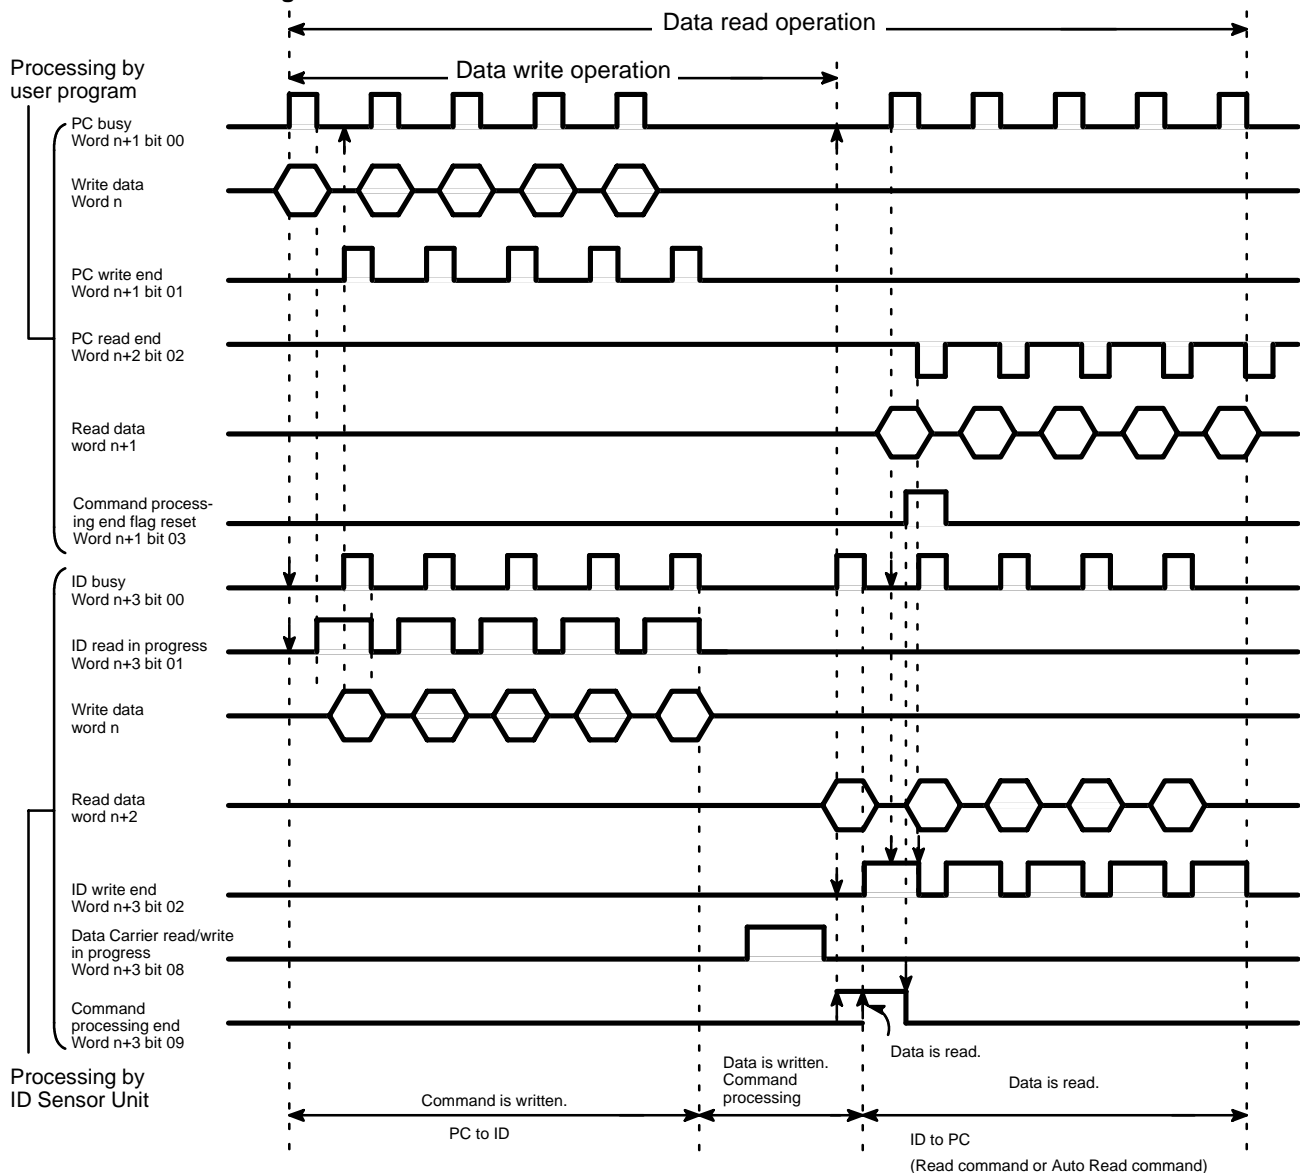 Data read operation
Data write operation
Processing by
user program
PC busy
Word n+1 bit 00
Write data
Word n
PC write end
Word n+1 bit 01
PC read end
Word n+2 bit 02
Read data
word n+1
Command process-
ing end flag reset
Word n+1 bit 03
ID busy
Word n+3 bit 00
ID read in progress
Word n+3 bit 01
Write data
word n
Read data
word n+2
ID write end
Word n+3 bit 02
Data Carrier read/write
in progress
Word n+3 bit 08
Command
processing end
Word n+3 bit 09
Processing by
ID Sensor Unit
Data is read.
Data is written.
Command
processing
Data is read.
Command is written.
PC to ID
ID to PC
(Read command or Auto Read command)